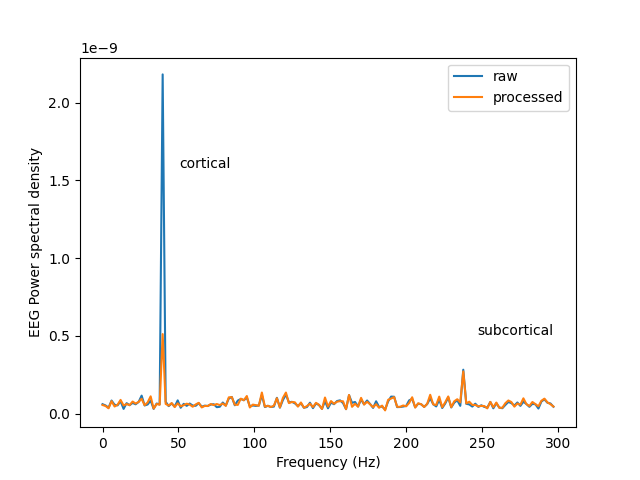 1e−9
raw
processed
2.0
cortical
1.5
1.0
subcortical
0.5
0.0
EEG Power spectral density
0
50
100
150
200
250
300
Frequency (Hz)